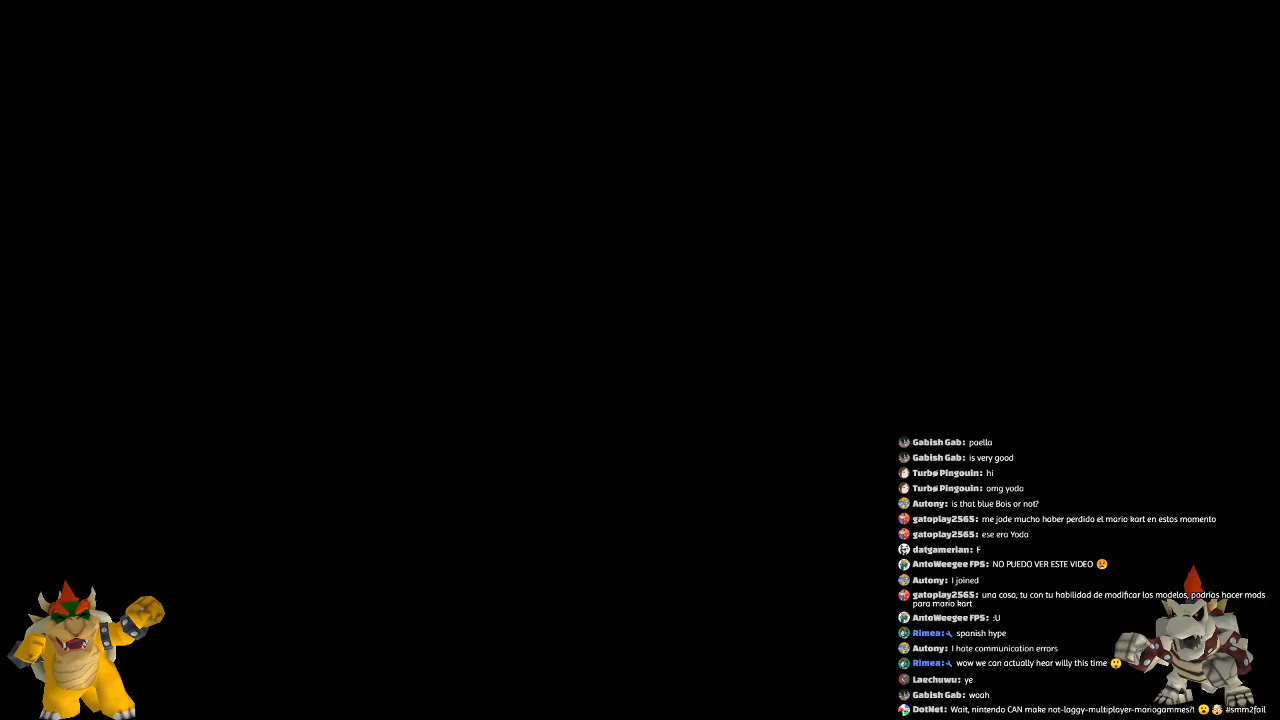 Gabish Gab: paella
Gabish Gab: is very good
Turbø Pingouin: hi
Turbø Pingouin: omg yoda
Autony: is that blue Bois or not?
gatoplay2565: me jode mucho haber perdido el mario kart en estos momento
gatoplay2565: ese era Yoda
datgamerian: F
AntoWeegee FPS: NO PUEDO VER ESTE VIDEO 😢
Autony: I joined
gatoplay2565: una cosa, tu con tu habilidad de modificar los modelos, podrias hacer mods
para mario kart
AntoWeegee FPS: :U
Rimea: spanish hype
Autony: I hate communication errors
Rimea: wow we can actually hear willy this time 😲
Laechuwu: ye
Gabish Gab: woah
DotNet: Wait, nintendo CAN make not-laggy-multiplayer-mariogammes?! 😮 🤯 #smm2fail